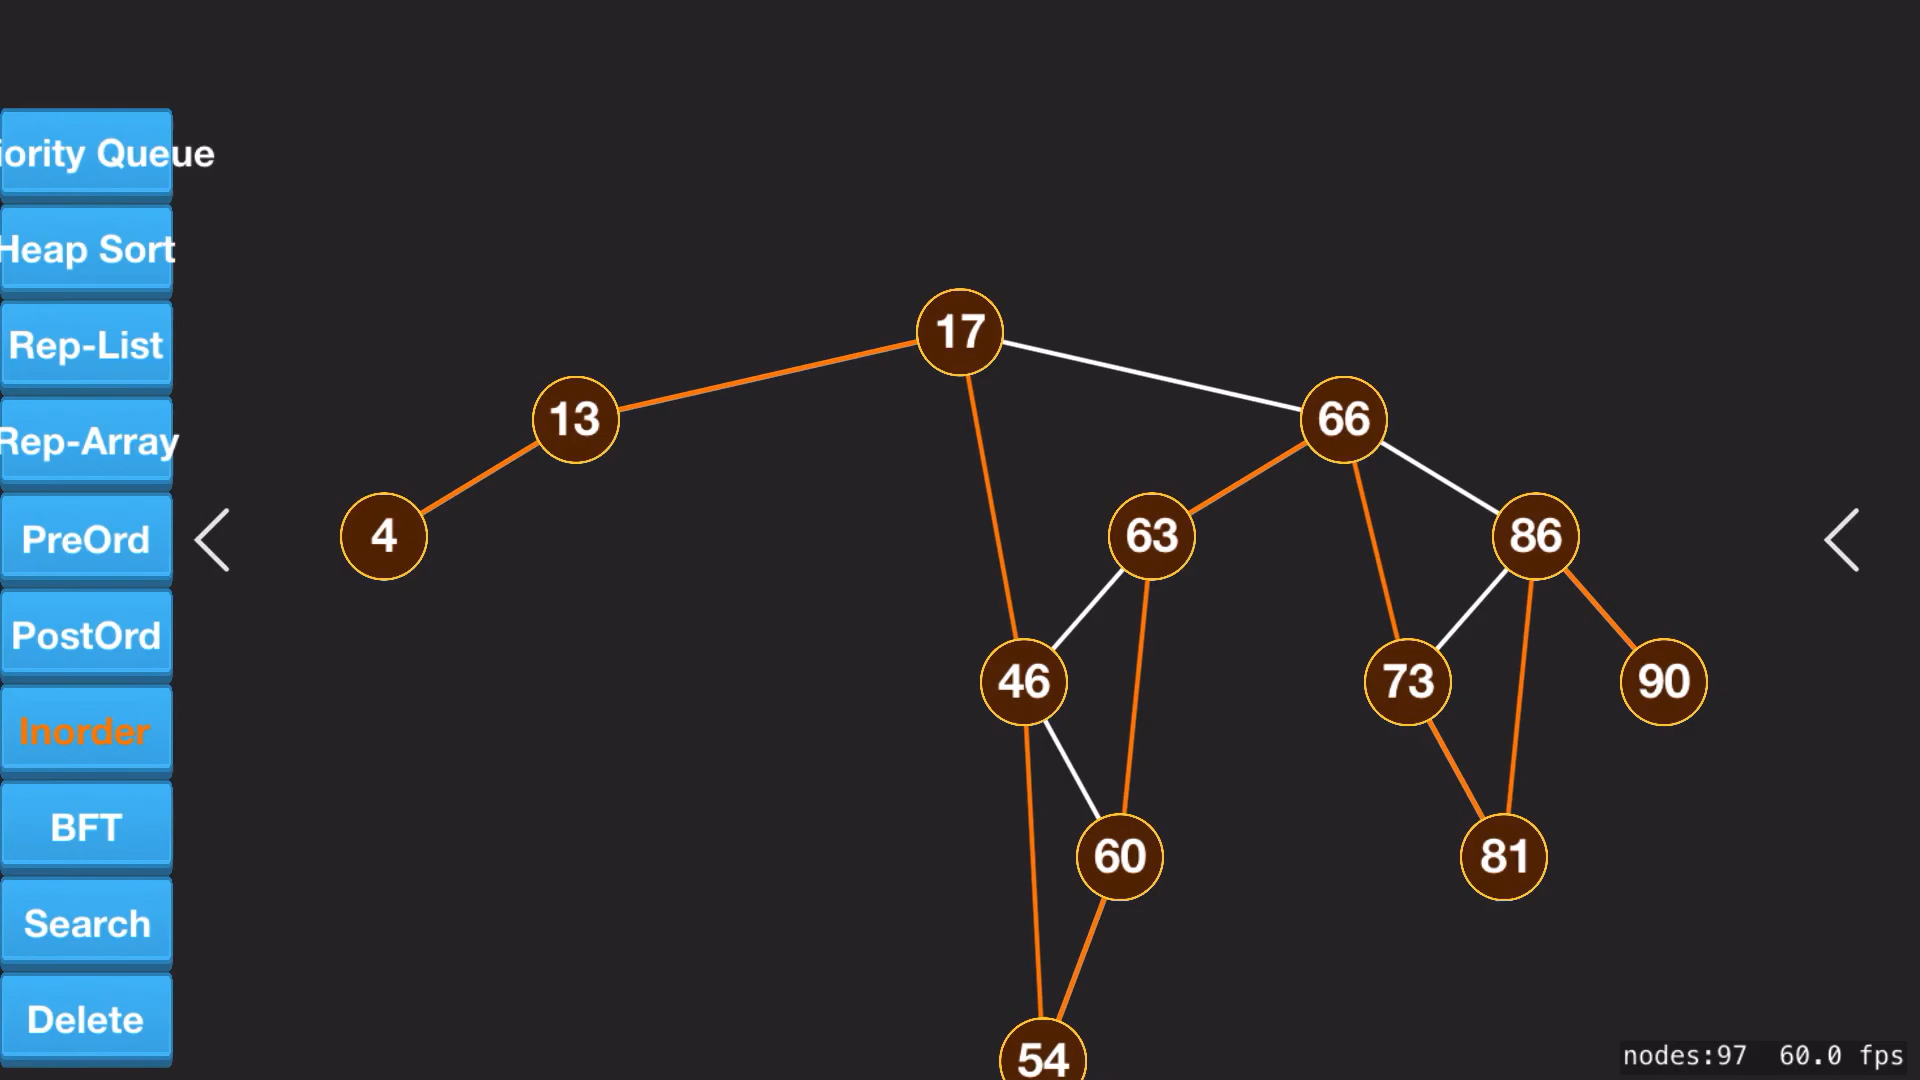 iority Queue
Heap Sort
Rep-List
Rep-Array
PreOrd
PostOrd
Inorder
BFT
Search
Delete
17
13
66
4
63
86
46
73
90
60
81
54
nodes:97 60.0 fps